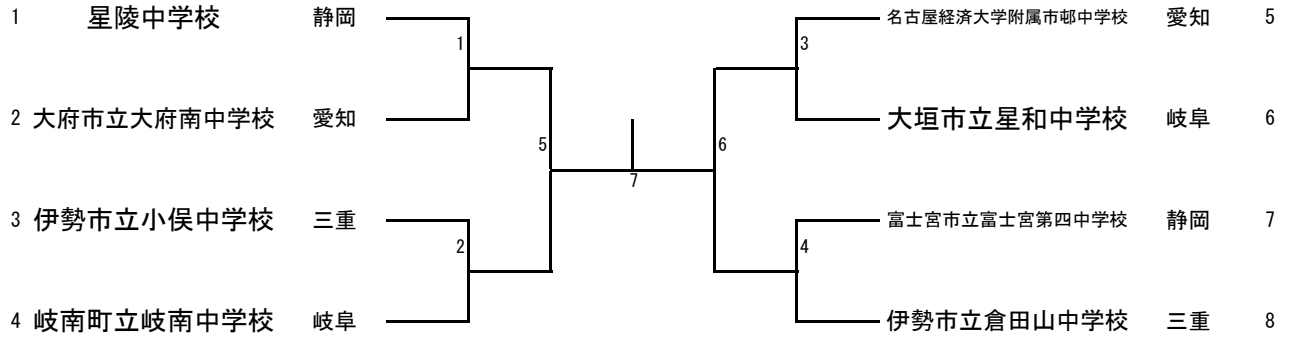 1 星陵中学校 静岡
2 大府市立大府南中学校 愛知
3 伊勢市立小俣中学校 三重
4 岐南町立岐南中学校 岐阜
1
2
5
7
6
3
4
名古屋経済大学附属市邨中学校 愛知 5
大垣市立星和中学校 岐阜 6
富士宮市立富士宮第四中学校 静岡 7
伊勢市立倉田山中学校 三重 8